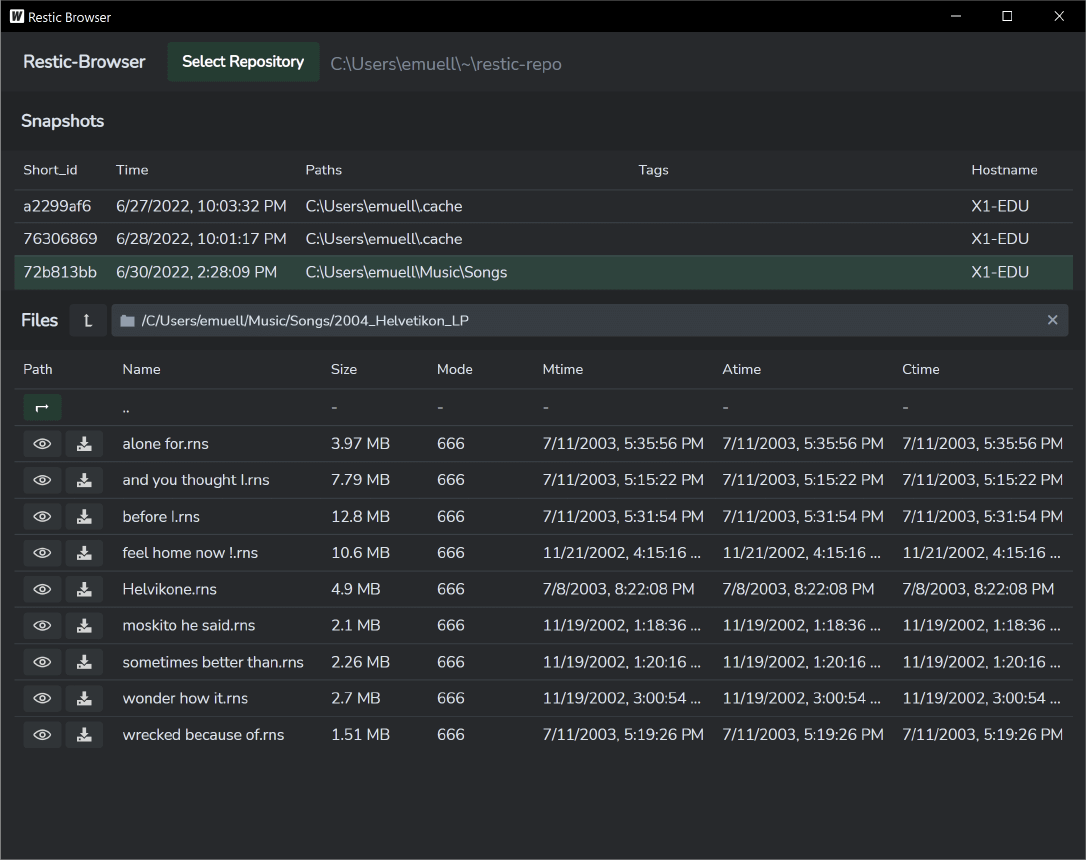 W Restic Browser
Restic-Browser Select Repository C:\Users\emuell\~\restic-repo
Snapshots
Short_id Time Paths Tags Hostname
a2299af6 6/27/2022, 10:03:32 PM C:\Users\emuell\.cache X1-EDU
76306869 6/28/2022, 10:01:17 PM C:\Users\emuell\.cache X1-EDU
72b813bb 6/30/2022, 2:28:09 PM C:\Users\emuell\Music\Songs X1-EDU
Files /C/Users/emuell/Music/Songs/2004_Helvetikon_LP
Path Name Size Mode Mtime Atime Ctime
.. - - - - -
alone for.rns 3.97 MB 666 7/11/2003, 5:35:56 PM 7/11/2003, 5:35:56 PM 7/11/2003, 5:35:56 PM
and you thought I.rns 7.79 MB 666 7/11/2003, 5:15:22 PM 7/11/2003, 5:15:22 PM 7/11/2003, 5:15:22 PM
before I.rns 12.8 MB 666 7/11/2003, 5:31:54 PM 7/11/2003, 5:31:54 PM 7/11/2003, 5:31:54 PM
feel home now !.rns 10.6 MB 666 11/21/2002, 4:15:16 ... 11/21/2002, 4:15:16 ... 11/21/2002, 4:15:16 ...
Helvikone.rns 4.9 MB 666 7/8/2003, 8:22:08 PM 7/8/2003, 8:22:08 PM 7/8/2003, 8:22:08 PM
moskito he said.rns 2.1 MB 666 11/19/2002, 1:18:36 ... 11/19/2002, 1:18:36 ... 11/19/2002, 1:18:36 ...
sometimes better than.rns 2.26 MB 666 11/19/2002, 1:20:16 ... 11/19/2002, 1:20:16 ... 11/19/2002, 1:20:16 ...
wonder how it.rns 2.7 MB 666 11/19/2002, 3:00:54 ... 11/19/2002, 3:00:54 ... 11/19/2002, 3:00:54 ...
wrecked because of.rns 1.51 MB 666 7/11/2003, 5:19:26 PM 7/11/2003, 5:19:26 PM 7/11/2003, 5:19:26 PM